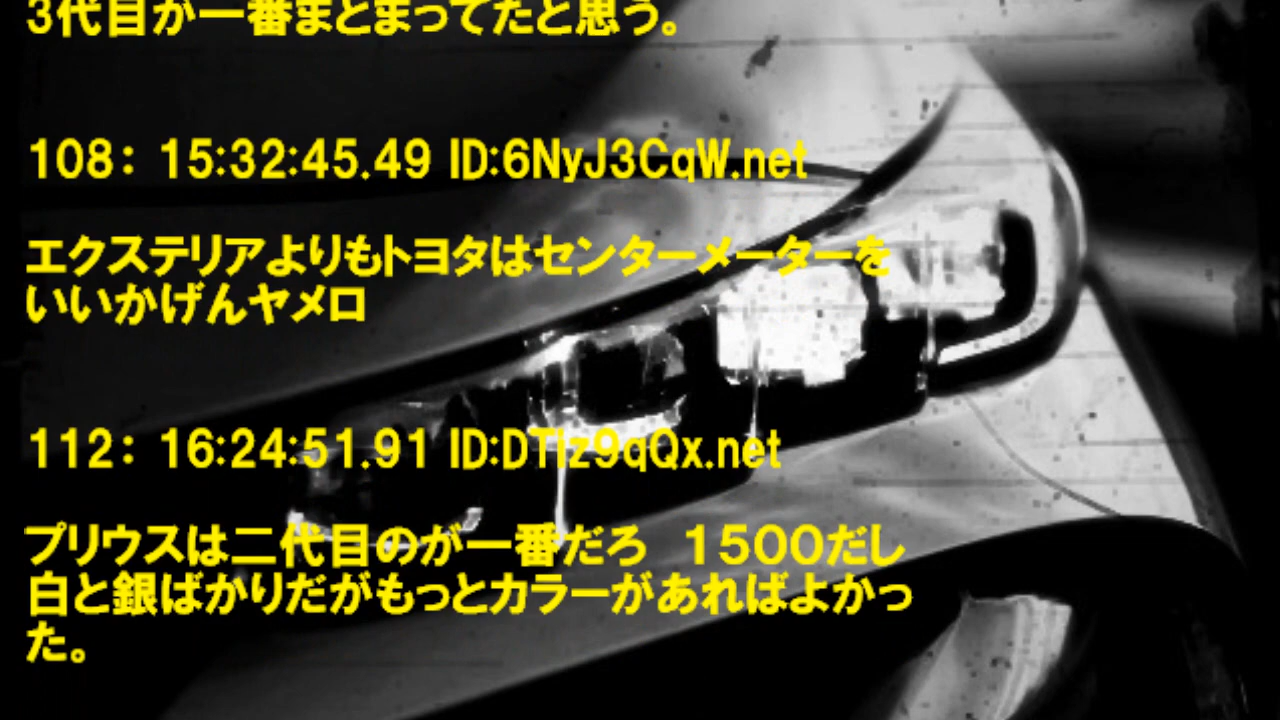 3代目が一番まとまってたと思う。
108： 15:32:45.49 ID:6NyJ3CqW.net
エクステリアよりもトヨタはセンターメーターを
いいかげんヤメロ
112： 16:24:51.91 ID:DTiz9qQx.net
プリウスは二代目のが一番だろ　１５００だし
白と銀ばかりだがもっとカラーがあればよかっ
た。